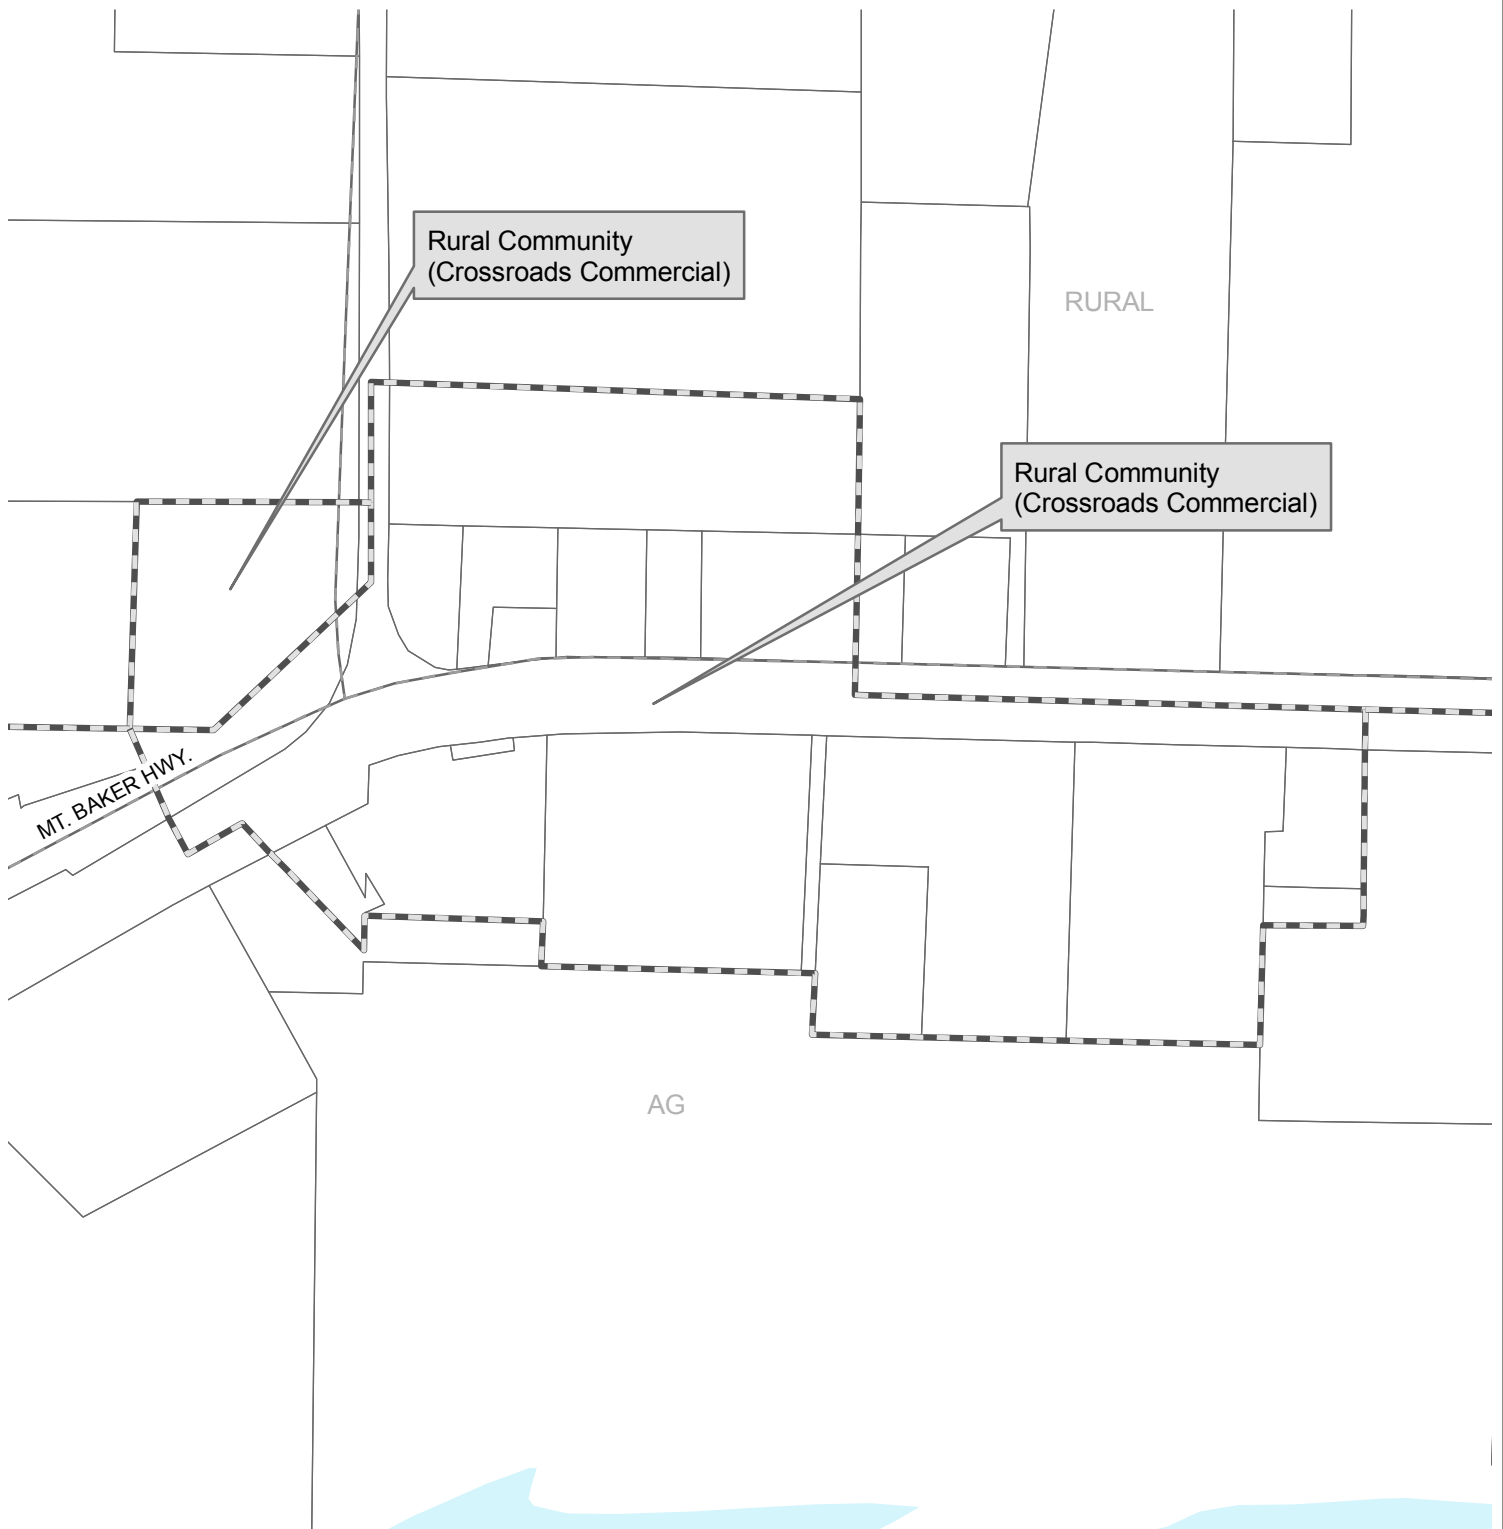 Rural Community
(Crossroads Commercial)
RURAL
Rural Community
(Crossroads Commercial)
MT. BAKER HWY.
AG